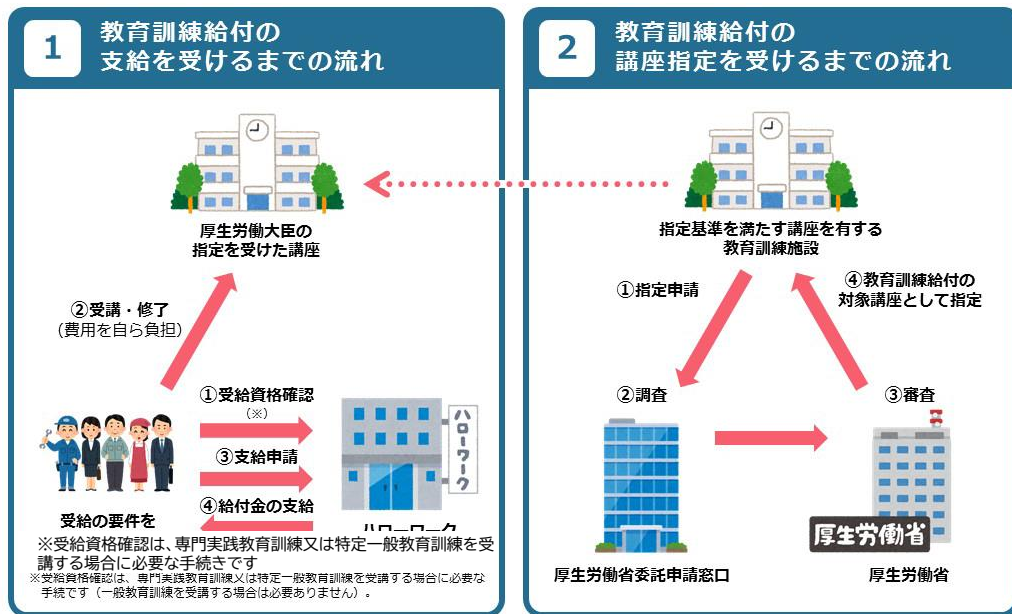 1
教育訓練給付の
支給を受けるまでの流れ
厚生労働大臣の
指定を受けた講座
②受講・修了
(費用を自ら負担)
①受給資格確認
(※)
③支給申請
④給付金の支給
受給の要件を
ハローワーク
ハローワーク
※受給資格確認は、専門実践教育訓練又は特定一般教育訓練を受
講する場合に必要な手続きです
※受給資格確認は、専門実践教育訓練又は特定一般教育訓練を受講する場合に必要な
手続です（一般教育訓練を受講する場合は必要ありません）。
2
教育訓練給付の
講座指定を受けるまでの流れ
指定基準を満たす講座を有する
教育訓練施設
①指定申請
④教育訓練給付の
対象講座として指定
②調査
③審査
厚生労働省
厚生労働省委託申請窓口
厚生労働省